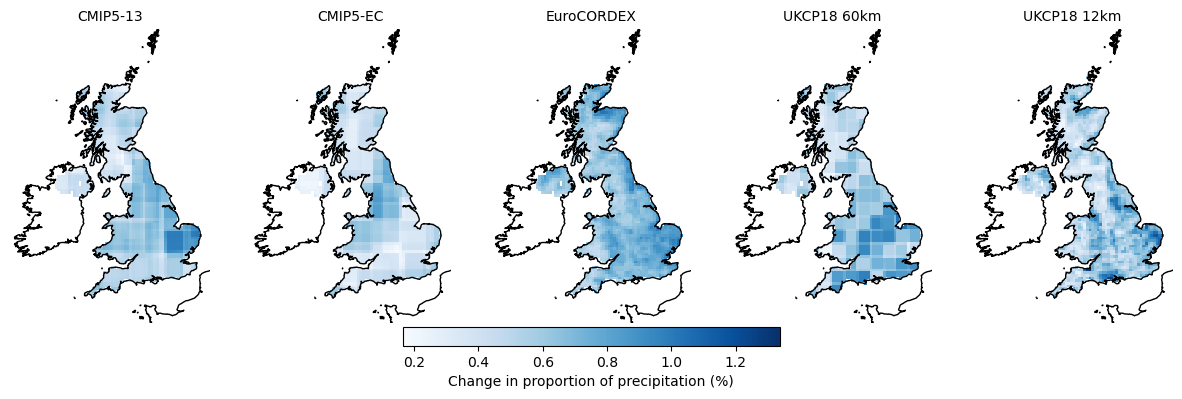 CMIP5-13
CMIP5-EC
EuroCORDEX
UKCP18 60km
UKCP18 12km
0.2 0.4 0.6 0.8 1.0 1.2
Change in proportion of precipitation (%)